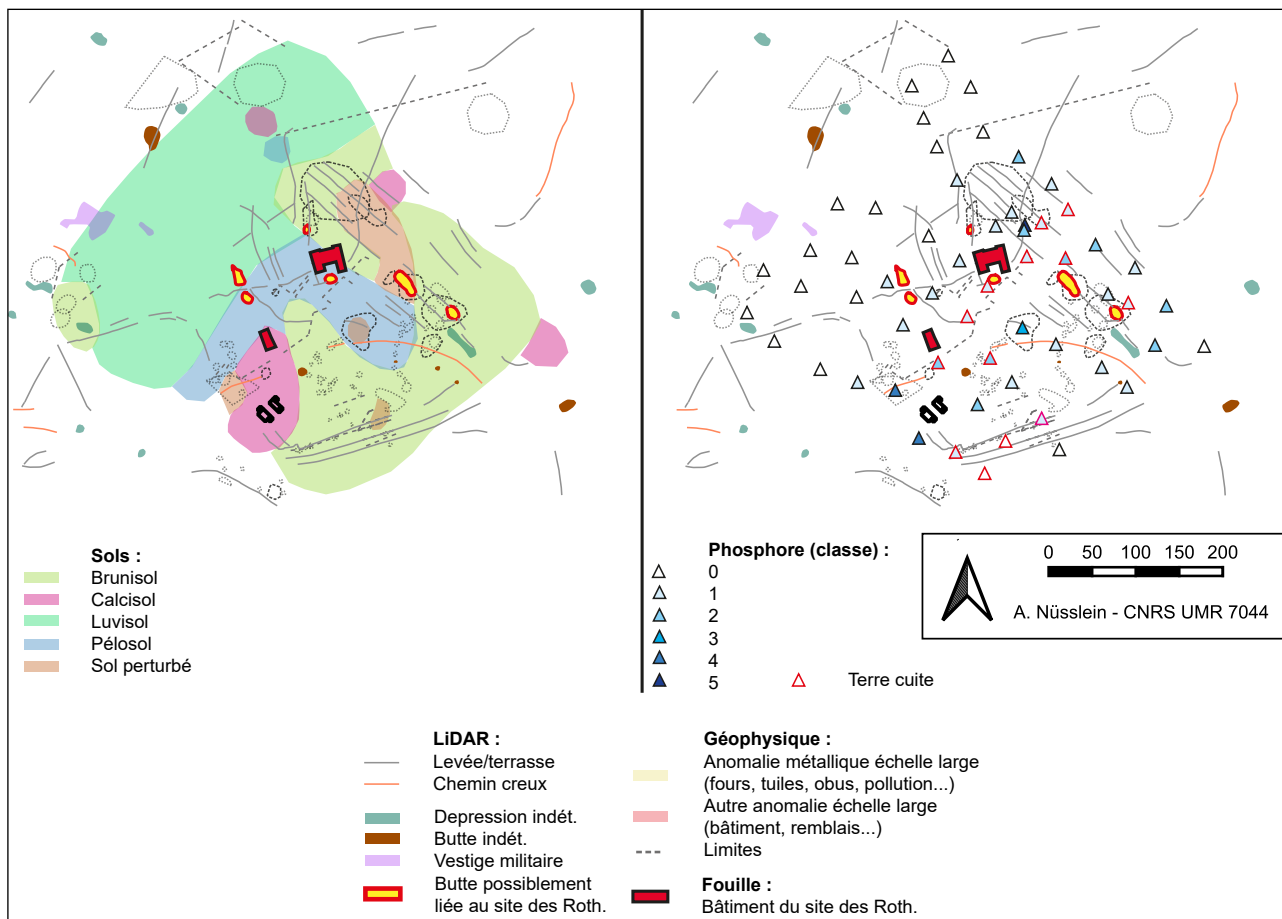 Sols :
Brunisol
Calcisol
Luvisol
Pélosol
Sol perturbé
Phosphore (classe) :
0
1
2
3
4
5
Terre cuite
0 50 100 150 200
A. Nüsslein - CNRS UMR 7044
LiDAR :
Levée/terrasse
Chemin creux
Depression indét.
Butte indét.
Vestige militaire
Butte possiblement
liée au site des Roth.
Géophysique :
Anomalie métallique échelle large
(fours, tuiles, obus, pollution...)
Autre anomalie échelle large
(bâtiment, remblais...)
Limites
Fouille :
Bâtiment du site des Roth.